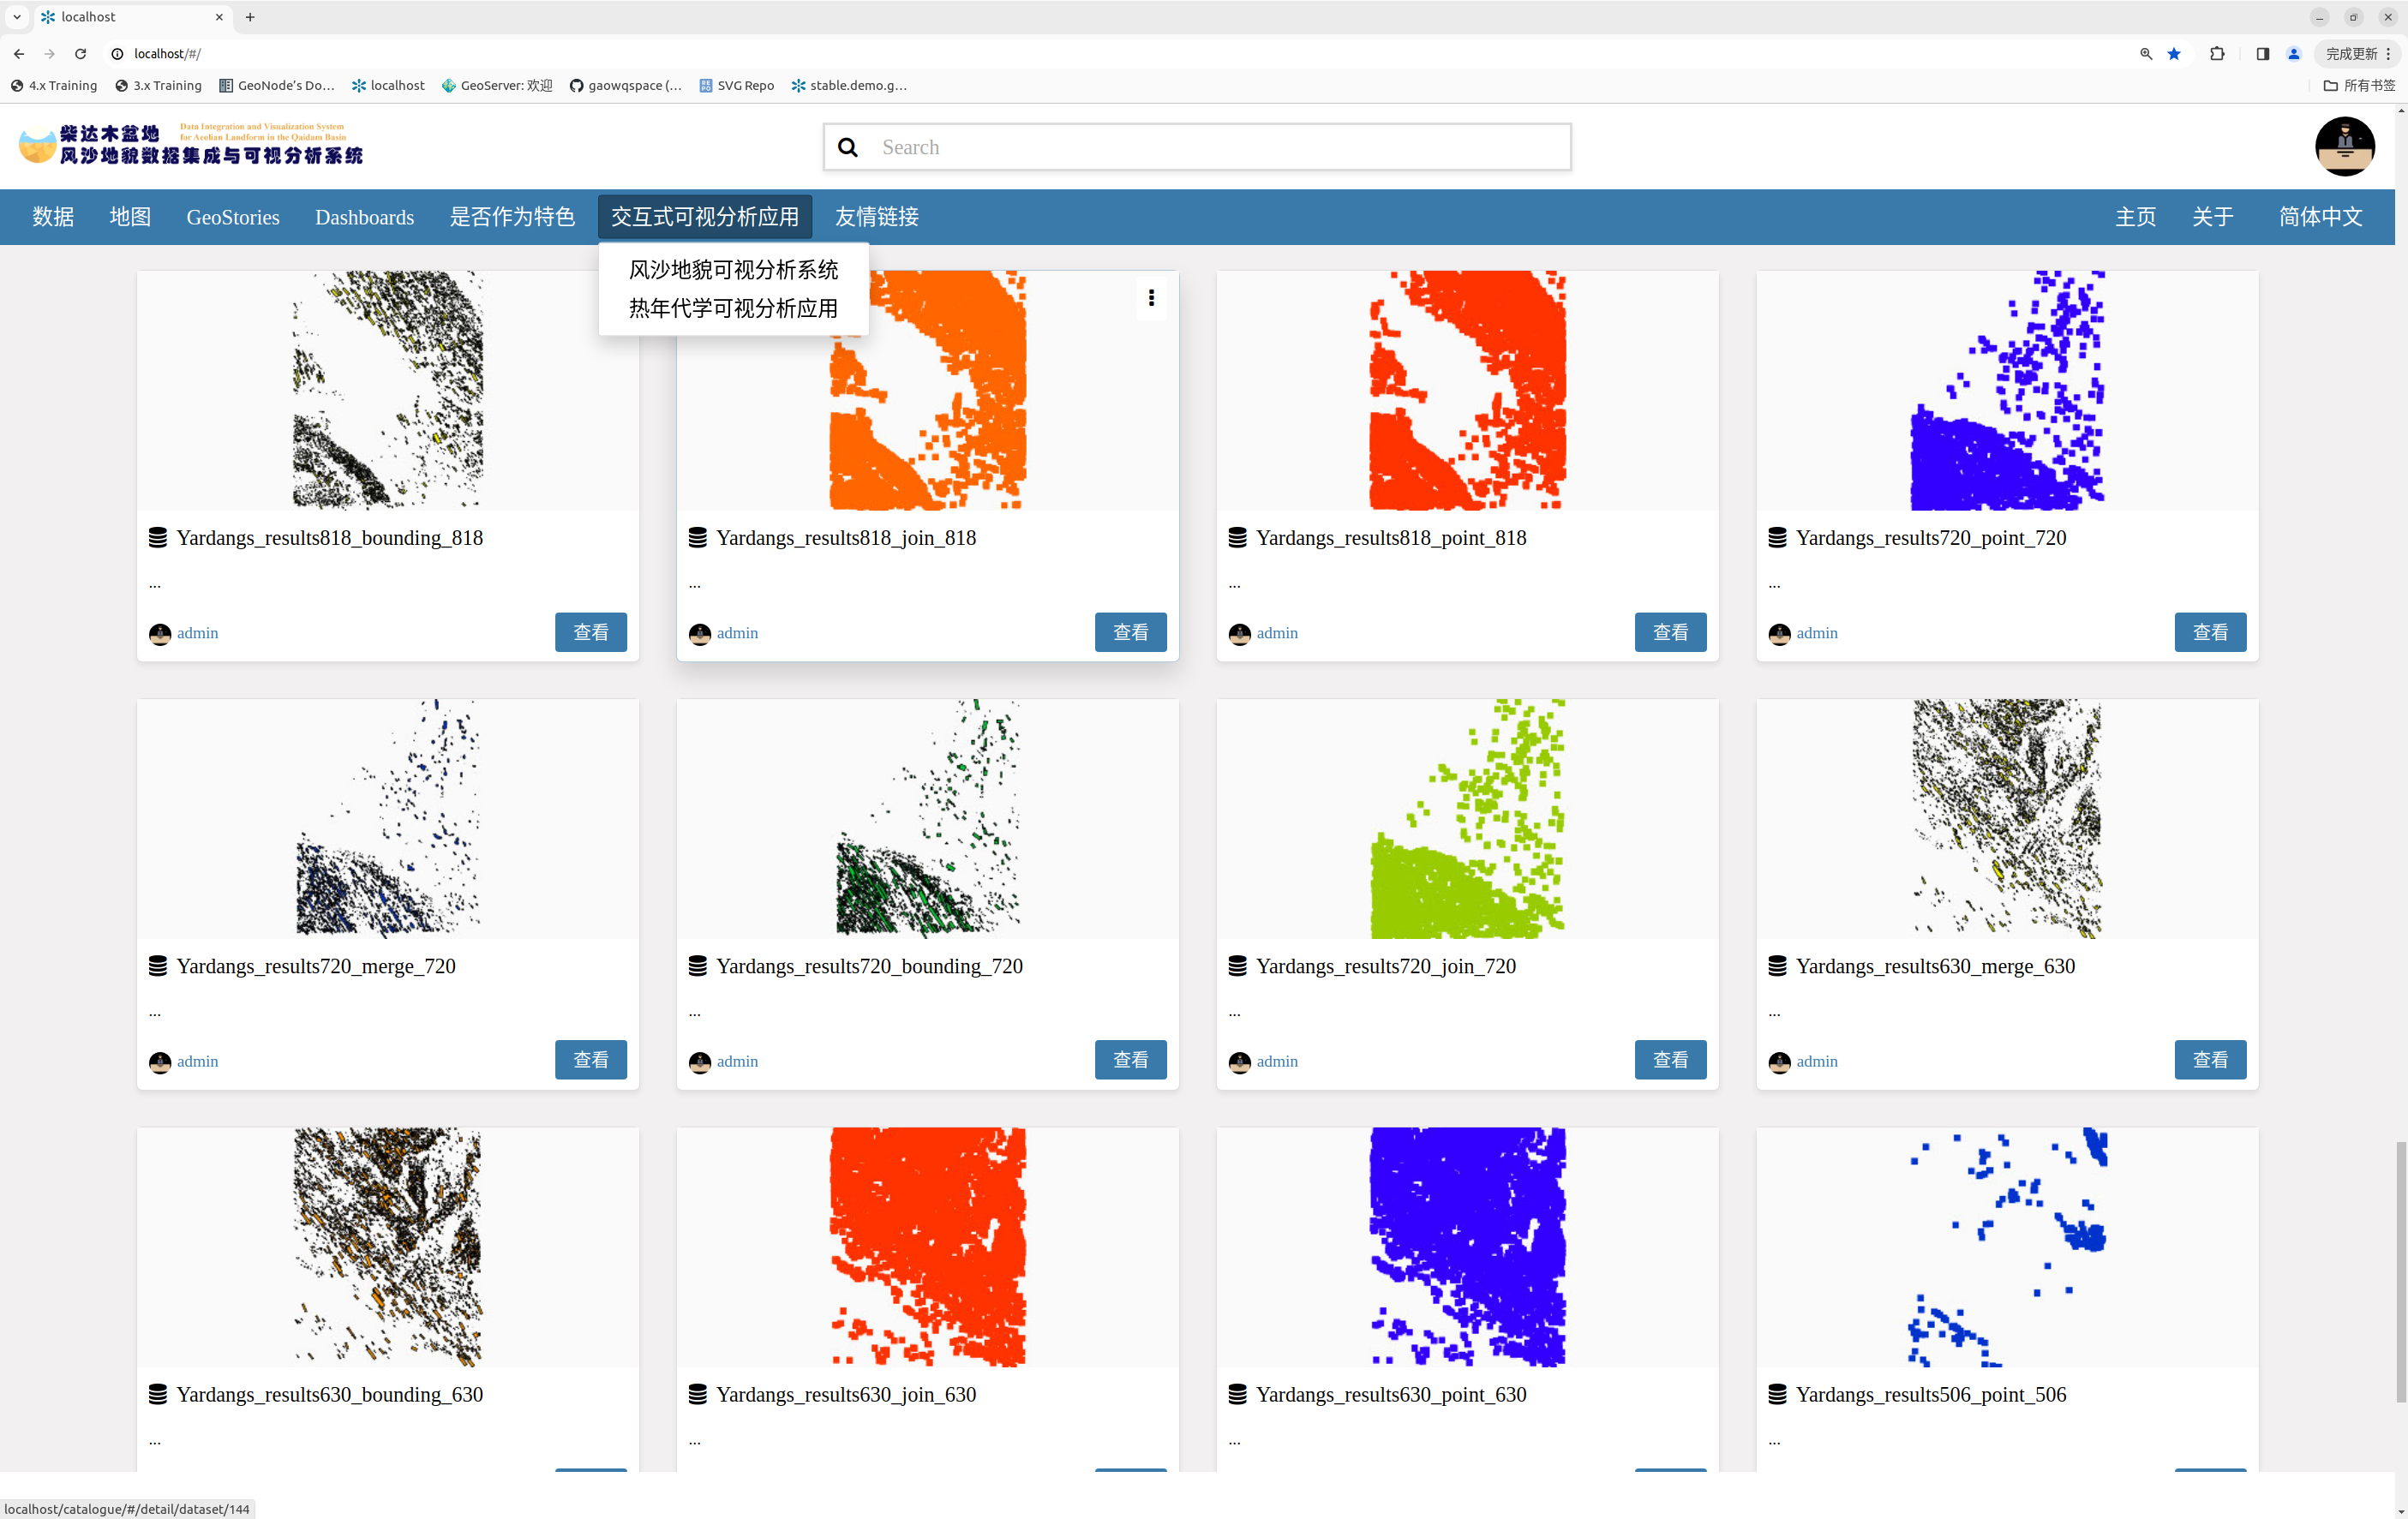 localhost
localhost/#/
完成更新
4.x Training
3.x Training
GeoNode's Do...
localhost
GeoServer: 欢迎
gaowqspace (...
SVG Repo
stable.demo.g...
所有书签
柴达木盆地
Data Integration and Visualization System
for Aeolian Landform in the Qaidam Basin
风沙地貌数据集成与可视分析系统
Search
数据
地图
GeoStories
Dashboards
是否作为特色
交互式可视分析应用
友情链接
主页
关于
简体中文
风沙地貌可视分析系统
热年代学可视分析应用
Yardangs_results818_bounding_818
...
admin
查看
Yardangs_results818_join_818
...
admin
查看
Yardangs_results818_point_818
...
admin
查看
Yardangs_results720_point_720
...
admin
查看
Yardangs_results720_merge_720
...
admin
查看
Yardangs_results720_bounding_720
...
admin
查看
Yardangs_results720_join_720
...
admin
查看
Yardangs_results630_merge_630
...
admin
查看
Yardangs_results630_bounding_630
...
Yardangs_results630_join_630
...
Yardangs_results630_point_630
...
Yardangs_results506_point_506
...
localhost/catalogue/#/detail/dataset/144